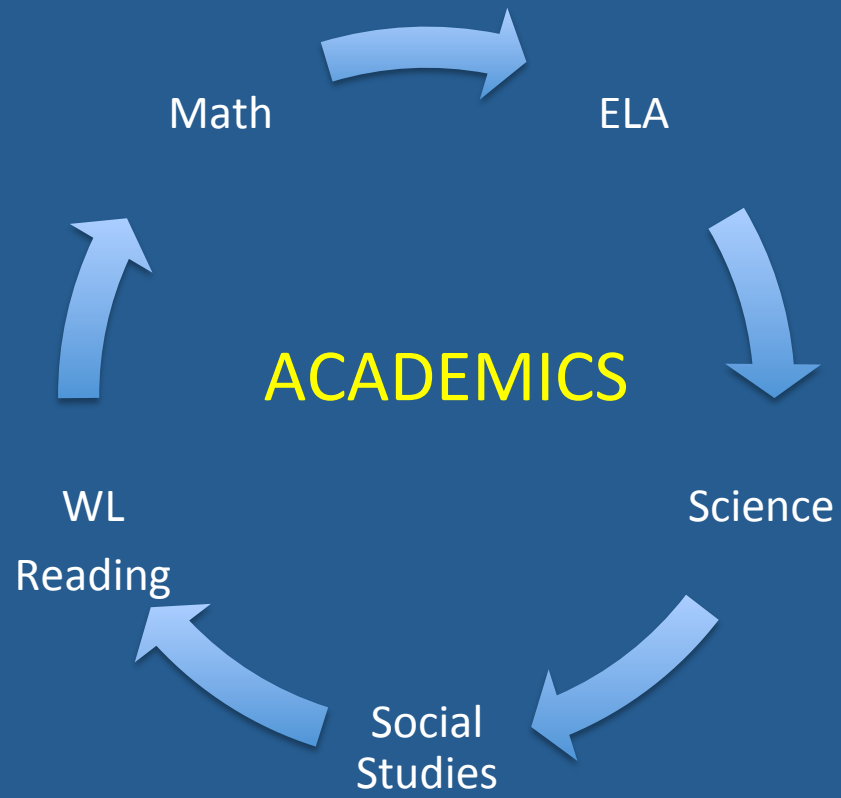 Math
ELA
ACADEMICS
WL
Reading
Science
Social
Studies